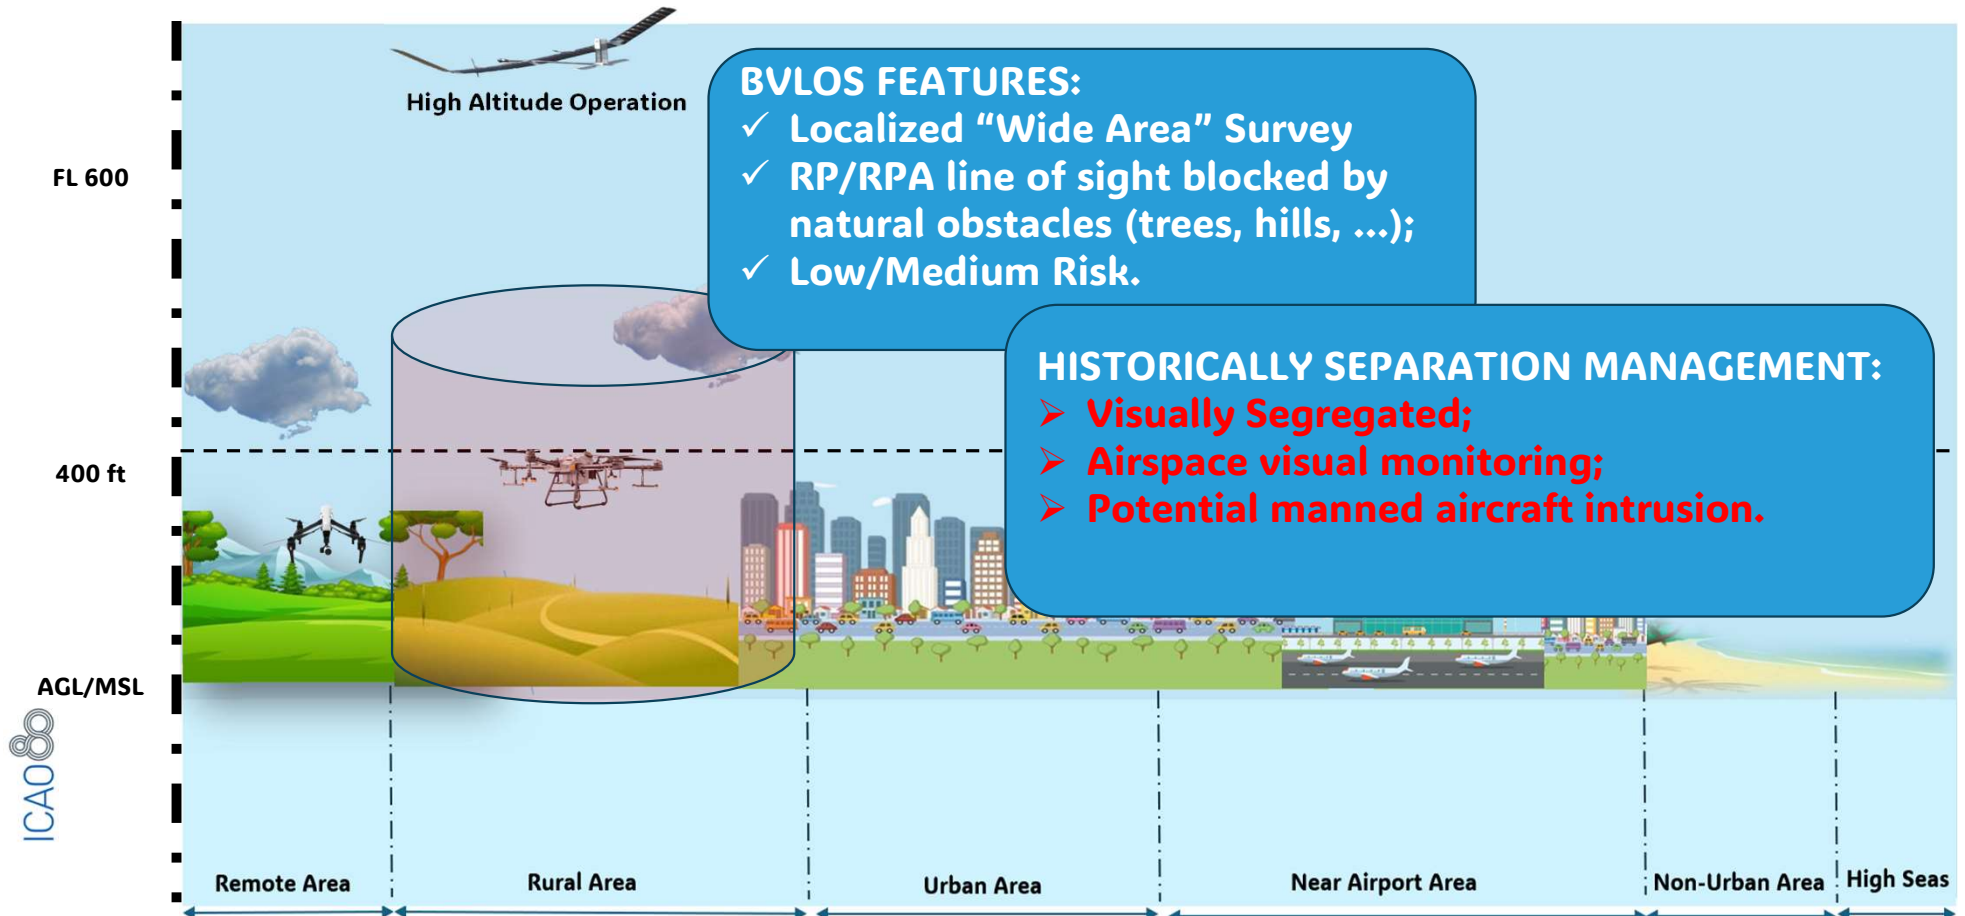 High Altitude Operation
BVLOS FEATURES:
✓ Localized “Wide Area” Survey
✓ RP/RPA line of sight blocked by
natural obstacles (trees, hills, ...);
✓ Low/Medium Risk.
HISTORICALLY SEPARATION MANAGEMENT:
➢ Visually Segregated;
➢ Airspace visual monitoring;
➢ Potential manned aircraft intrusion.
FL 600
400 ft
AGL/MSL
ICAO
Remote Area
Rural Area
Urban Area
Near Airport Area
Non-Urban Area
High Seas